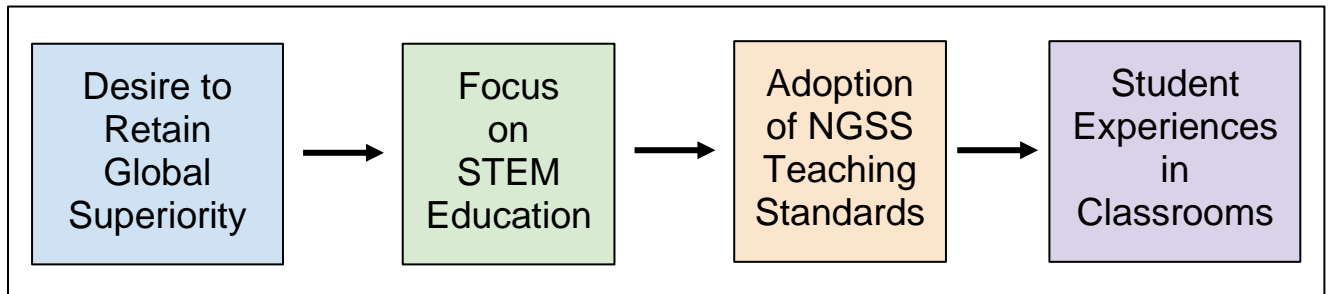 Desire to
Retain
Global
Superiority
Focus
on
STEM
Education
Adoption
of NGSS
Teaching
Standards
Student
Experiences
in
Classrooms